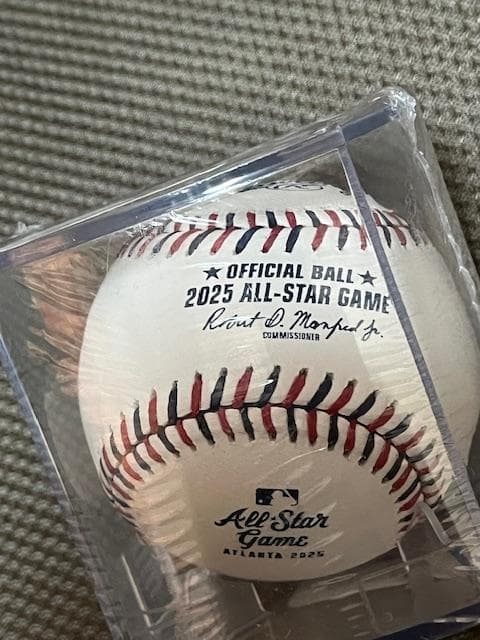 ★ OFFICIAL BALL ★
2025 ALL-STAR GAME
Robert D. Manfred Jr.
COMMISSIONER
All-Star
Game
ATLANTA 2025